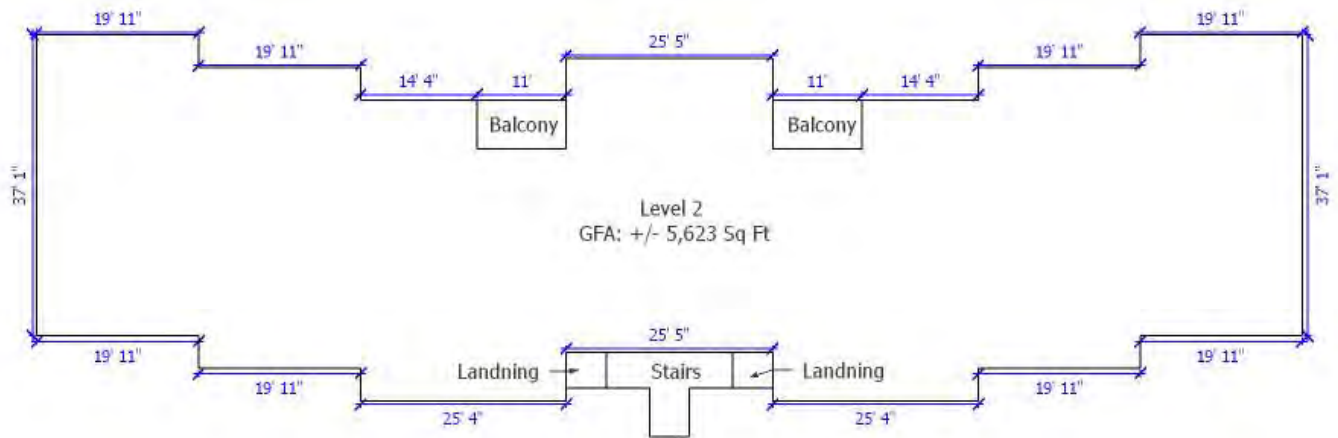 19' 11"
19' 11"
25' 5"
19' 11"
19' 11"
14' 4"
11'
11'
14' 4"
Balcony
Balcony
37' 1"
37' 1"
Level 2
GFA: +/- 5,623 Sq Ft
25' 5"
19' 11"
19' 11"
Landning
Stairs
Landning
19' 11"
19' 11"
25' 4"
25' 4"